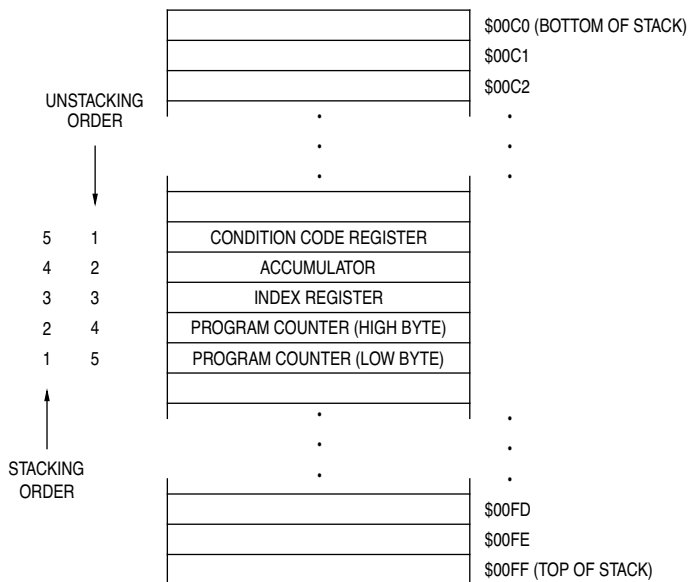 $00C0 (BOTTOM OF STACK)
$00C1
$00C2
UNSTACKING
ORDER
5 1 CONDITION CODE REGISTER
4 2 ACCUMULATOR
3 3 INDEX REGISTER
2 4 PROGRAM COUNTER (HIGH BYTE)
1 5 PROGRAM COUNTER (LOW BYTE)
STACKING
ORDER
$00FD
$00FE
$00FF (TOP OF STACK)